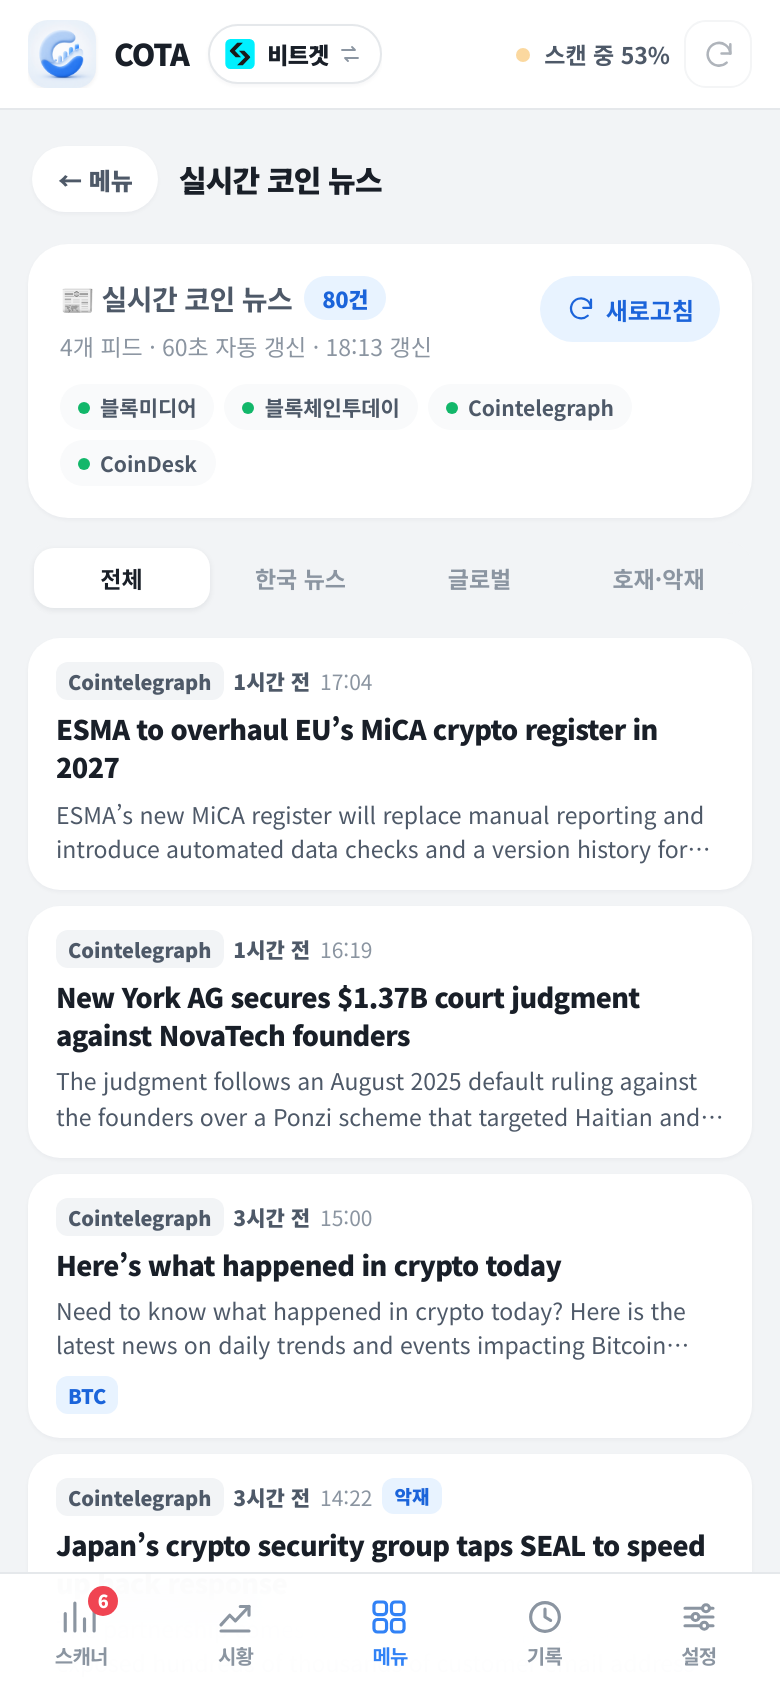 COTA
비트겟
스캔 중 53%
← 메뉴
실시간 코인 뉴스
실시간 코인 뉴스 80건
새로고침
4개 피드 · 60초 자동 갱신 · 18:13 갱신
블록미디어
블록체인투데이
Cointelegraph
CoinDesk
전체
한국 뉴스
글로벌
호재·악재
Cointelegraph 1시간 전 17:04
ESMA to overhaul EU’s MiCA crypto register in
2027
ESMA’s new MiCA register will replace manual reporting and
introduce automated data checks and a version history for…
Cointelegraph 1시간 전 16:19
New York AG secures $1.37B court judgment
against NovaTech founders
The judgment follows an August 2025 default ruling against
the founders over a Ponzi scheme that targeted Haitian and…
Cointelegraph 3시간 전 15:00
Here’s what happened in crypto today
Need to know what happened in crypto today? Here is the
latest news on daily trends and events impacting Bitcoin…
BTC
Cointelegraph 3시간 전 14:22 악재
Japan’s crypto security group taps SEAL to speed
up hack response
6
스캐너
시황
메뉴
기록
설정